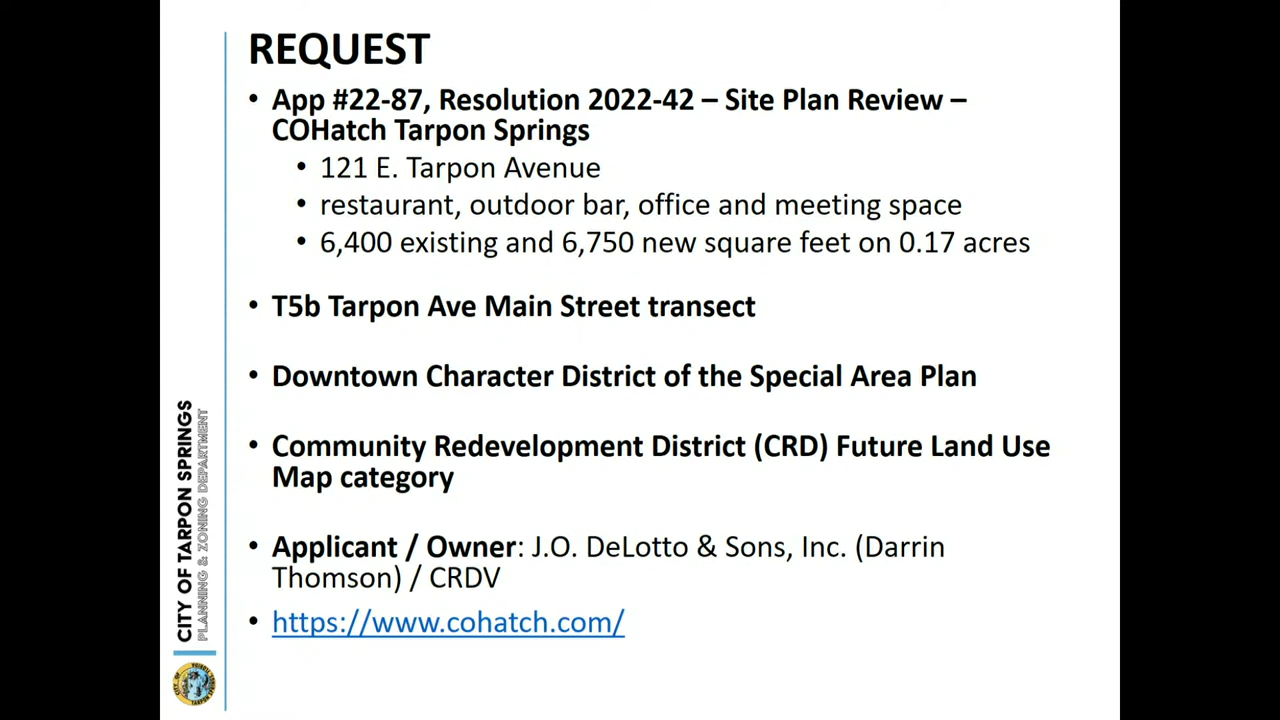 REQUEST
• App #22-87, Resolution 2022-42 – Site Plan Review –
COHatch Tarpon Springs
• 121 E. Tarpon Avenue
• restaurant, outdoor bar, office and meeting space
• 6,400 existing and 6,750 new square feet on 0.17 acres
• T5b Tarpon Ave Main Street transect
• Downtown Character District of the Special Area Plan
• Community Redevelopment District (CRD) Future Land Use
Map category
• Applicant / Owner: J.O. DeLotto & Sons, Inc. (Darrin
Thomson) / CRDV
• https://www.cohatch.com/
CITY OF TARPON SPRINGS
PLANNING & ZONING DEPARTMENT